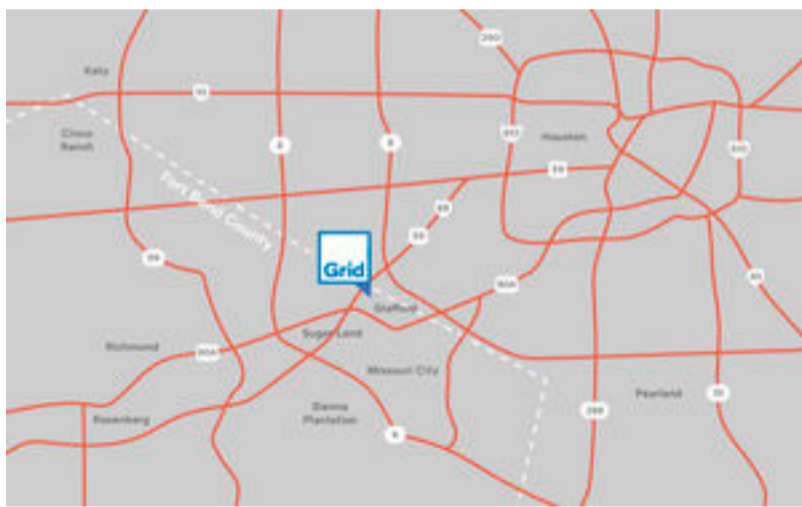 290
Katy
10
Cinco
Ranch
6
8
610
Houston
610
59
Fort Bend County
69
59
99
Grid
90A
45
Stafford
Sugar Land
Richmond
90A
Missouri City
Pearland
35
Sienna
Plantation
Rosenberg
288
6